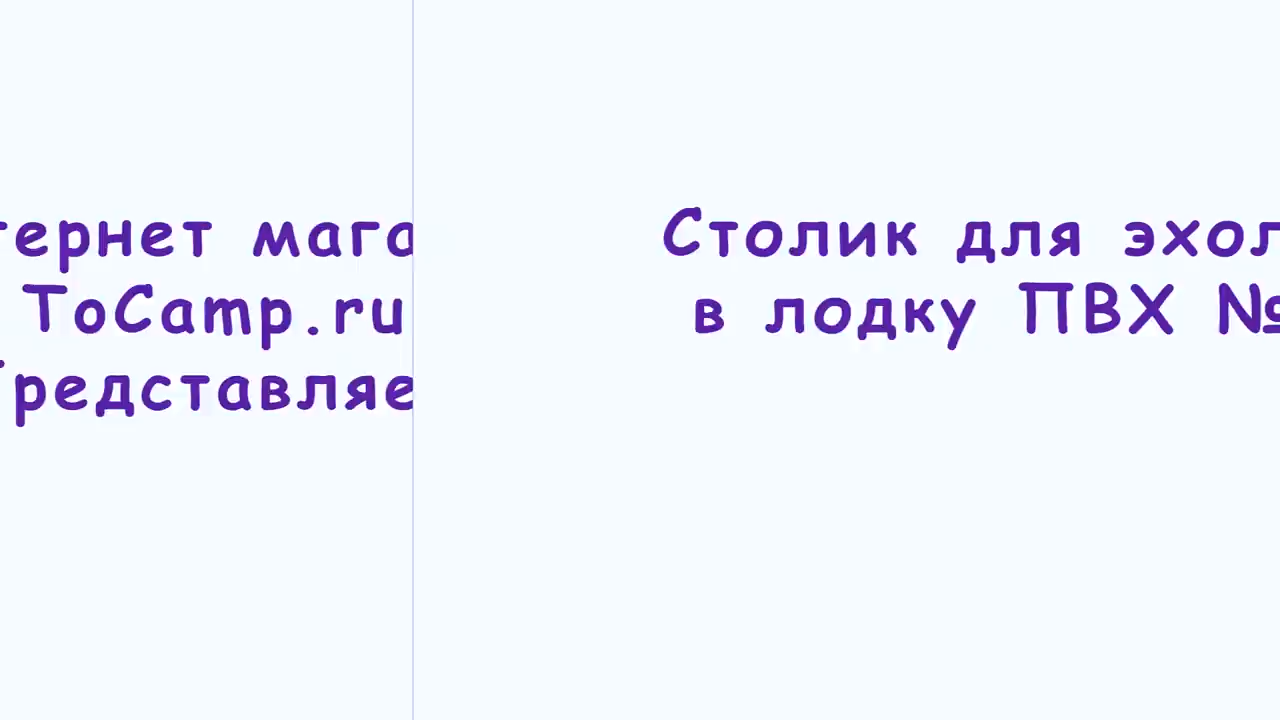 тернет мага
ToCamp.ru
редставляе
Столик для эхол
в лодку ПВХ №